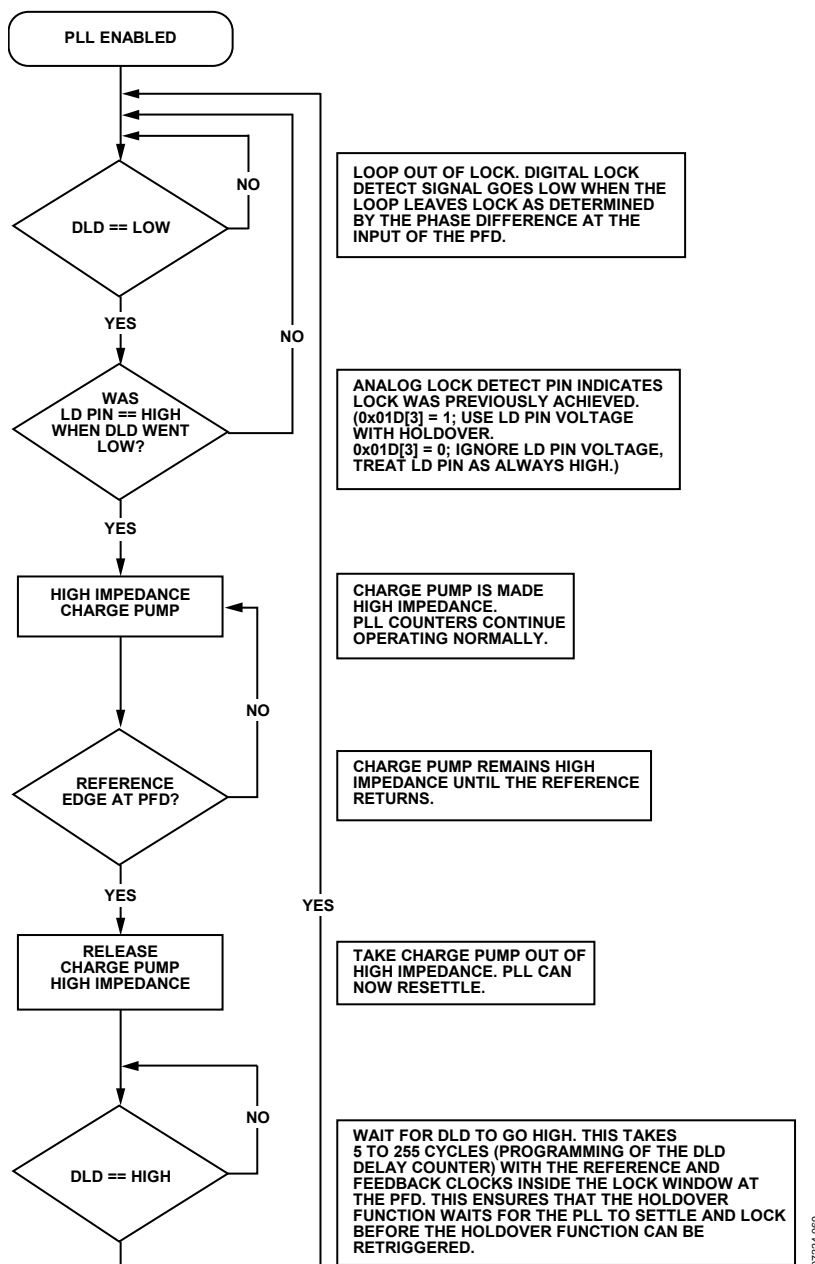 PLL ENABLED
NO
DLD == LOW
LOOP OUT OF LOCK. DIGITAL LOCK
DETECT SIGNAL GOES LOW WHEN THE
LOOP LEAVES LOCK AS DETERMINED
BY THE PHASE DIFFERENCE AT THE
INPUT OF THE PFD.
YES
NO
WAS
LD PIN == HIGH
WHEN DLD WENT
LOW?
ANALOG LOCK DETECT PIN INDICATES
LOCK WAS PREVIOUSLY ACHIEVED.
(0x01D[3] = 1; USE LD PIN VOLTAGE
WITH HOLDOVER.
0x01D[3] = 0; IGNORE LD PIN VOLTAGE,
TREAT LD PIN AS ALWAYS HIGH.)
YES
HIGH IMPEDANCE
CHARGE PUMP
CHARGE PUMP IS MADE
HIGH IMPEDANCE.
PLL COUNTERS CONTINUE
OPERATING NORMALLY.
NO
REFERENCE
EDGE AT PFD?
CHARGE PUMP REMAINS HIGH
IMPEDANCE UNTIL THE REFERENCE
RETURNS.
YES
YES
RELEASE
CHARGE PUMP
HIGH IMPEDANCE
TAKE CHARGE PUMP OUT OF
HIGH IMPEDANCE. PLL CAN
NOW RESETTLE.
NO
DLD == HIGH
WAIT FOR DLD TO GO HIGH. THIS TAKES
5 TO 255 CYCLES (PROGRAMMING OF THE DLD
DELAY COUNTER) WITH THE REFERENCE AND
FEEDBACK CLOCKS INSIDE THE LOCK WINDOW AT
THE PFD. THIS ENSURES THAT THE HOLDOVER
FUNCTION WAITS FOR THE PLL TO SETTLE AND LOCK
BEFORE THE HOLDOVER FUNCTION CAN BE
RETRIGGERED.